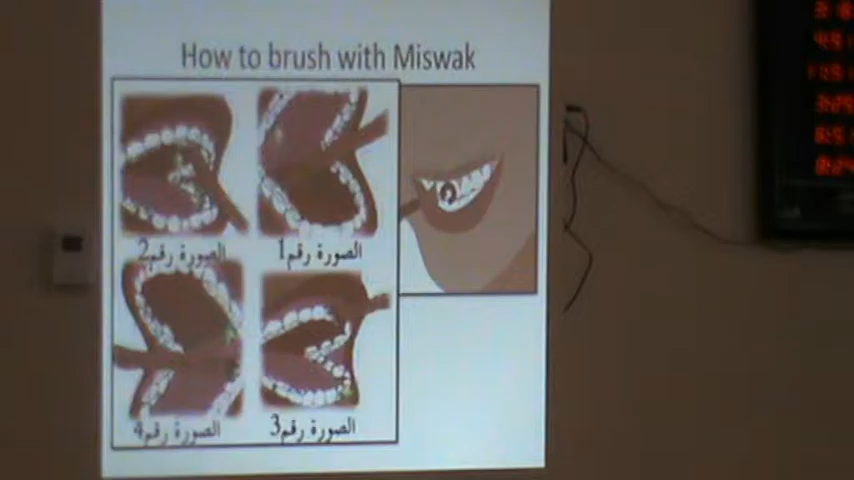 How to brush with Miswak
الصورة رقم1
الصورة رقم2
الصورة رقم3
الصورة رقم4